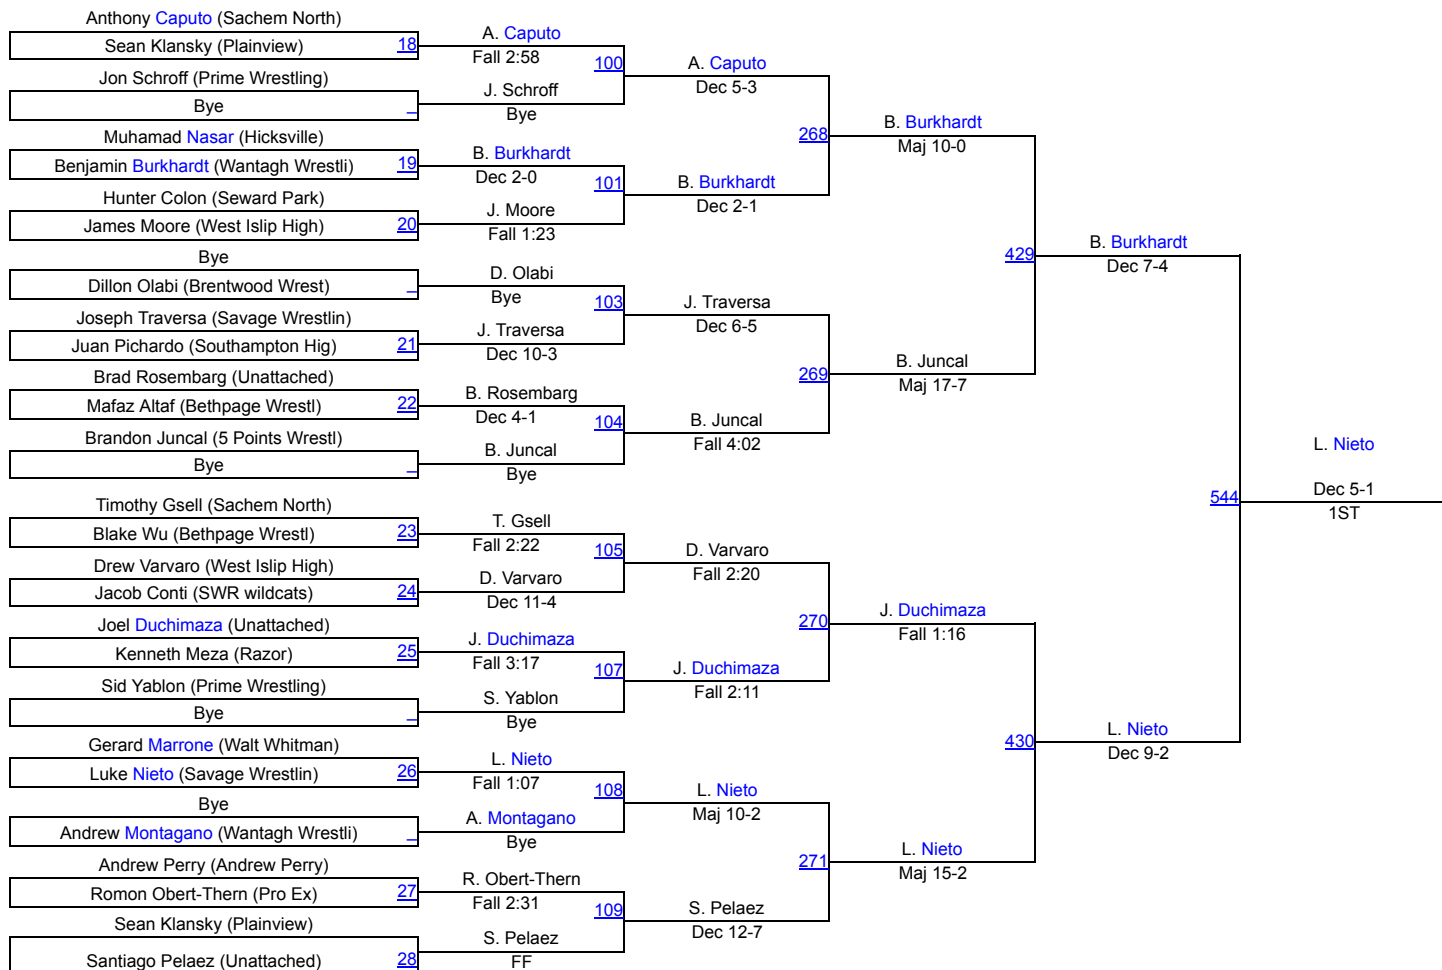 Anthony Caputo (Sachem North)
Sean Klansky (Plainview) 18
Jon Schroff (Prime Wrestling)
Bye _
Muhamad Nasar (Hicksville)
Benjamin Burkhardt (Wantagh Wrestli) 19
Hunter Colon (Seward Park)
James Moore (West Islip High) 20
Bye
Dillon Olabi (Brentwood Wrest) _
Joseph Traversa (Savage Wrestlin)
Juan Pichardo (Southampton Hig) 21
Brad Rosembarg (Unattached)
Mafaz Altaf (Bethpage Wrestl) 22
Brandon Juncal (5 Points Wrestl)
Bye _
Timothy Gsell (Sachem North)
Blake Wu (Bethpage Wrestl) 23
Drew Varvaro (West Islip High)
Jacob Conti (SWR wildcats) 24
Joel Duchimaza (Unattached)
Kenneth Meza (Razor) 25
Sid Yablon (Prime Wrestling)
Bye _
Gerard Marrone (Walt Whitman)
Luke Nieto (Savage Wrestlin) 26
Bye
Andrew Montagano (Wantagh Wrestli) _
Andrew Perry (Andrew Perry)
Romon Obert-Thern (Pro Ex) 27
Sean Klansky (Plainview)
Santiago Pelaez (Unattached) 28
A. Caputo
Fall 2:58
100
J. Schroff
Bye
B. Burkhardt
Dec 2-0
101
J. Moore
Fall 1:23
D. Olabi
Bye
103
J. Traversa
Dec 10-3
B. Rosembarg
Dec 4-1
104
B. Juncal
Bye
T. Gsell
Fall 2:22
105
D. Varvaro
Dec 11-4
J. Duchimaza
Fall 3:17
107
S. Yablon
Bye
L. Nieto
Fall 1:07
108
A. Montagano
Bye
R. Obert-Thern
Fall 2:31
109
S. Pelaez
FF
A. Caputo
Dec 5-3
268
B. Burkhardt
Dec 2-1
J. Traversa
Dec 6-5
269
B. Juncal
Fall 4:02
D. Varvaro
Fall 2:20
270
J. Duchimaza
Fall 2:11
L. Nieto
Maj 10-2
271
S. Pelaez
Dec 12-7
B. Burkhardt
Maj 10-0
429
B. Juncal
Maj 17-7
J. Duchimaza
Fall 1:16
430
L. Nieto
Maj 15-2
B. Burkhardt
Dec 7-4
544
L. Nieto
Dec 9-2
L. Nieto
Dec 5-1
1ST